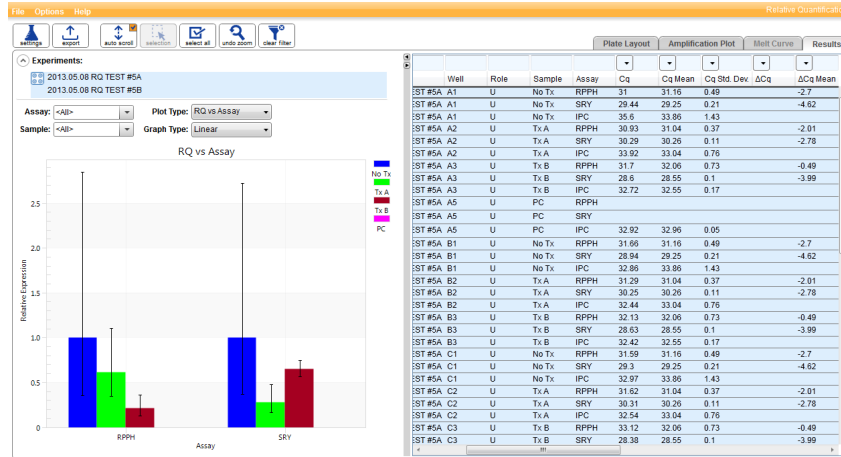 File Options Help
Relative Quantificatio
settings export auto scroll selection select all undo zoom clear filter
Plate Layout Amplification Plot Melt Curve Results
Experiments:
2013.05.08 RQ TEST #5A
2013.05.08 RQ TEST #5B
Assay: <All> Plot Type: RQ vs Assay
Sample: <All> Graph Type: Linear
RQ vs Assay
No Tx
Tx A
Tx B
PC
Relative Expression
2.5
2.0
1.5
1.0
0.5
0
RPPH SRY
Assay
Well Role Sample Assay Cq Cq Mean Cq Std. Dev. ΔCq ΔCq Mean
EST #5A A1 U No Tx RPPH 31 31.16 0.49 -2.7
EST #5A A1 U No Tx SRY 29.44 29.25 0.21 -4.62
EST #5A A1 U No Tx IPC 35.6 33.86 1.43
EST #5A A2 U Tx A RPPH 30.93 31.04 0.37 -2.01
EST #5A A2 U Tx A SRY 30.29 30.26 0.11 -2.78
EST #5A A2 U Tx A IPC 33.92 33.04 0.76
EST #5A A3 U Tx B RPPH 31.7 32.06 0.73 -0.49
EST #5A A3 U Tx B SRY 28.6 28.55 0.1 -3.99
EST #5A A3 U Tx B IPC 32.72 32.55 0.17
EST #5A A5 U PC RPPH
EST #5A A5 U PC SRY
EST #5A A5 U PC IPC 32.92 32.96 0.05
EST #5A B1 U No Tx RPPH 31.66 31.16 0.49 -2.7
EST #5A B1 U No Tx SRY 28.94 29.25 0.21 -4.62
EST #5A B1 U No Tx IPC 32.86 33.86 1.43
EST #5A B2 U Tx A RPPH 31.29 31.04 0.37 -2.01
EST #5A B2 U Tx A SRY 30.25 30.26 0.11 -2.78
EST #5A B2 U Tx A IPC 32.44 33.04 0.76
EST #5A B3 U Tx B RPPH 32.13 32.06 0.73 -0.49
EST #5A B3 U Tx B SRY 28.63 28.55 0.1 -3.99
EST #5A B3 U Tx B IPC 32.42 32.55 0.17
EST #5A C1 U No Tx RPPH 31.59 31.16 0.49 -2.7
EST #5A C1 U No Tx SRY 29.3 29.25 0.21 -4.62
EST #5A C1 U No Tx IPC 32.97 33.86 1.43
EST #5A C2 U Tx A RPPH 31.62 31.04 0.37 -2.01
EST #5A C2 U Tx A SRY 30.31 30.26 0.11 -2.78
EST #5A C2 U Tx A IPC 32.54 33.04 0.76
EST #5A C3 U Tx B RPPH 33.12 32.06 0.73 -0.49
EST #5A C3 U Tx B SRY 28.38 28.55 0.1 -3.99